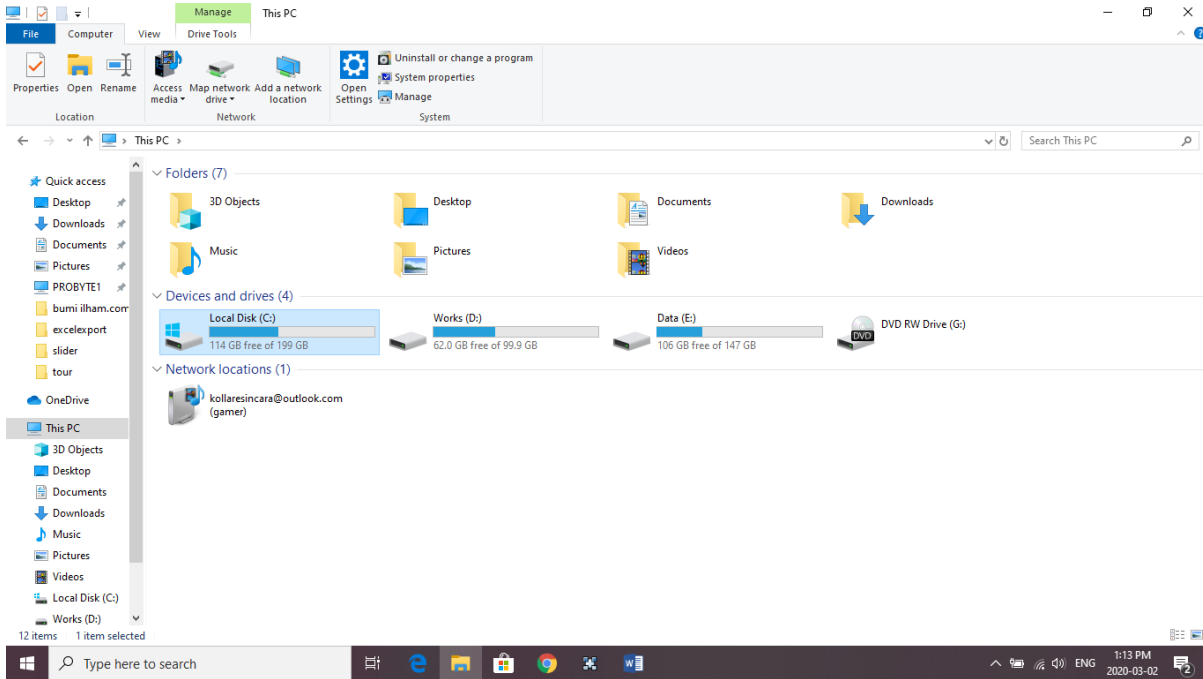 Manage This PC
File Computer View Drive Tools
Properties Open Rename
Access media Map network drive Add a network location
Open Settings
Uninstall or change a program
System properties
Manage
Location Network System
This PC
Search This PC
Quick access
Desktop
Downloads
Documents
Pictures
PROBYTE1
bumi ilham.com
excelexport
slider
tour
OneDrive
This PC
3D Objects
Desktop
Documents
Downloads
Music
Pictures
Videos
Local Disk (C:)
Works (D:)
Folders (7)
3D Objects Desktop Documents Downloads
Music Pictures Videos
Devices and drives (4)
Local Disk (C:) Works (D:) Data (E:) DVD RW Drive (G:)
DVD
114 GB free of 199 GB 62.0 GB free of 99.9 GB 106 GB free of 147 GB
Network locations (1)
kollaresincara@outlook.com
(gamer)
12 items 1 item selected
Type here to search
ENG
1:13 PM
2020-03-02
2